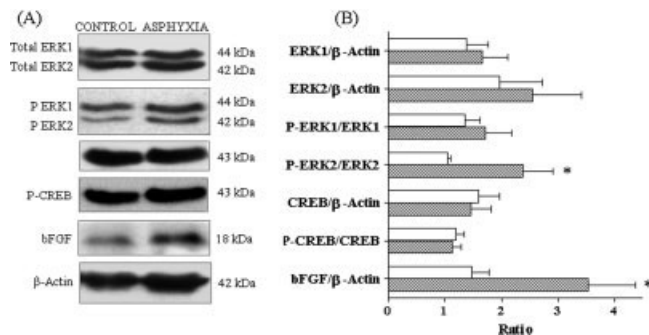 (A)
CONTROL ASPHYXIA
Total ERK1 44 kDa
Total ERK2 42 kDa
P ERK1 44 kDa
P ERK2 42 kDa
43 kDa
P-CREB 43 kDa
bFGF 18 kDa
β-Actin 42 kDa
(B)
ERK1/β-Actin
ERK2/β-Actin
P-ERK1/ERK1
P-ERK2/ERK2 *
CREB/β-Actin
P-CREB/CREB
bFGF/β-Actin *
0 1 2 3 4
Ratio